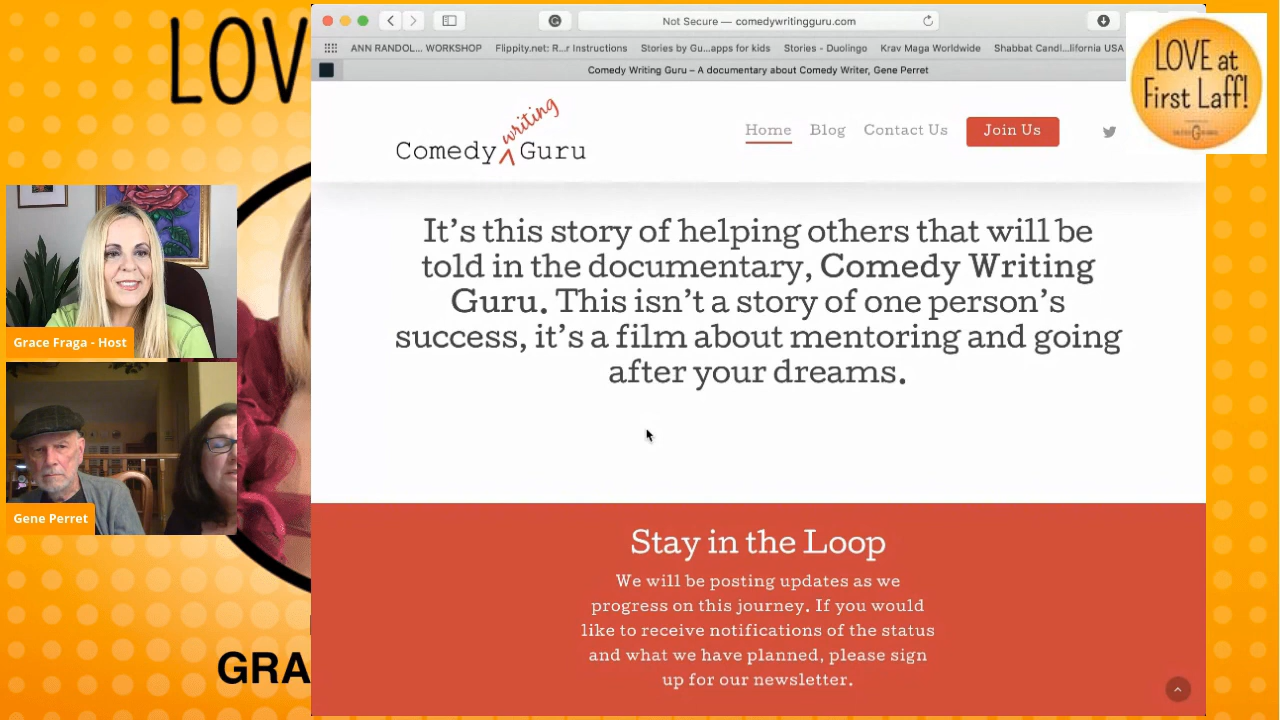 LOV
Not Secure — comedywritingguru.com
ANN RANDOL... WORKSHOP Flippity.net: R...r Instructions Stories by Gu...apps for kids Stories - Duolingo Krav Maga Worldwide Shabbat Candl...lifornia USA
Comedy Writing Guru – A documentary about Comedy Writer, Gene Perret
LOVE at
First Laff!
writing
Comedy Guru
Home Blog Contact Us Join Us
It's this story of helping others that will be
told in the documentary, Comedy Writing
Guru. This isn't a story of one person's
success, it's a film about mentoring and going
after your dreams.
Grace Fraga - Host
Gene Perret
Stay in the Loop
We will be posting updates as we
progress on this journey. If you would
like to receive notifications of the status
and what we have planned, please sign
up for our newsletter.
GRA